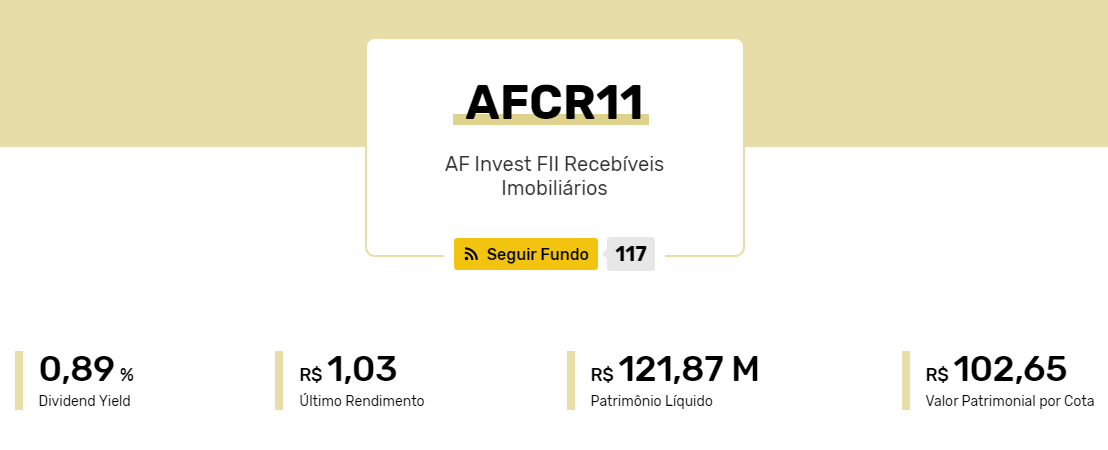 AFCR11
AF Invest FII Recebíveis
Imobiliários
Seguir Fundo 117
0,89 %
Dividend Yield
R$ 1,03
Último Rendimento
R$ 121,87 M
Patrimônio Líquido
R$ 102,65
Valor Patrimonial por Cota